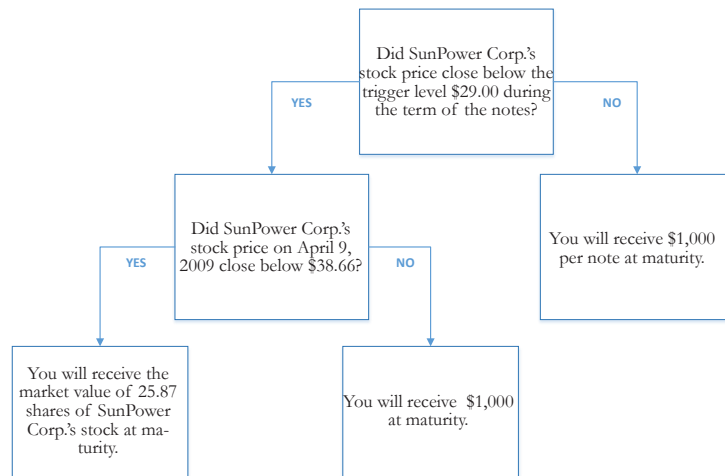 Did SunPower Corp.'s
stock price close below the
trigger level $29.00 during
the term of the notes?
YES
NO
Did SunPower Corp.'s
stock price on April 9,
2009 close below $38.66?
You will receive $1,000
per note at maturity.
YES
NO
You will receive the
market value of 25.87
shares of SunPower
Corp.'s stock at ma-
turity.
You will receive $1,000
at maturity.